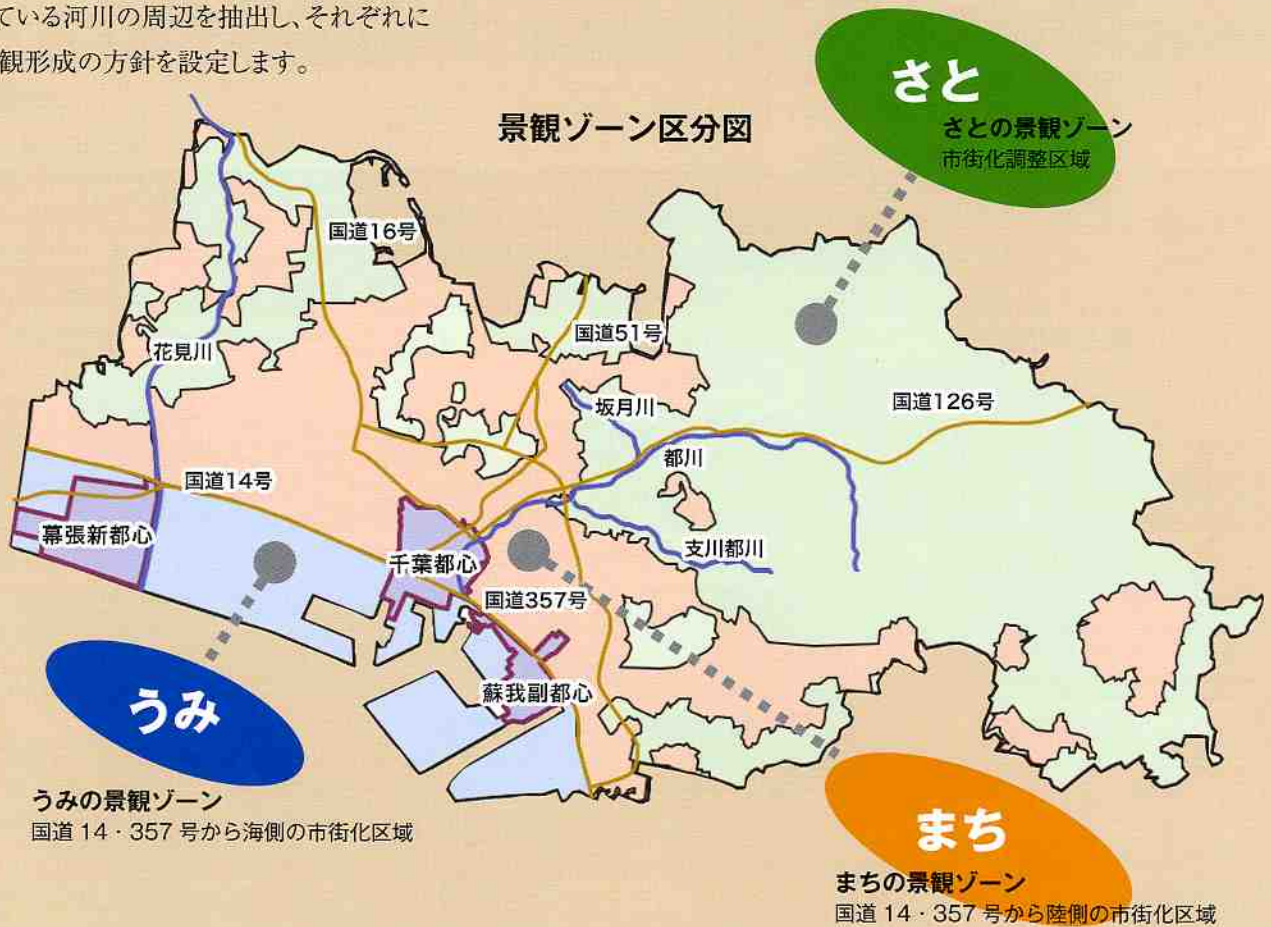 ている河川の周辺を抽出し、それぞれに
観形成の方針を設定します。
景観ゾーン区分図
さと
さとの景観ゾーン
市街化調整区域
国道16号
国道51号
花見川
坂月川
国道126号
都川
国道14号
幕張新都心
千葉都心
支川都川
国道357号
蘇我副都心
うみ
うみの景観ゾーン
国道 14・357 号から海側の市街化区域
まち
まちの景観ゾーン
国道 14・357 号から陸側の市街化区域